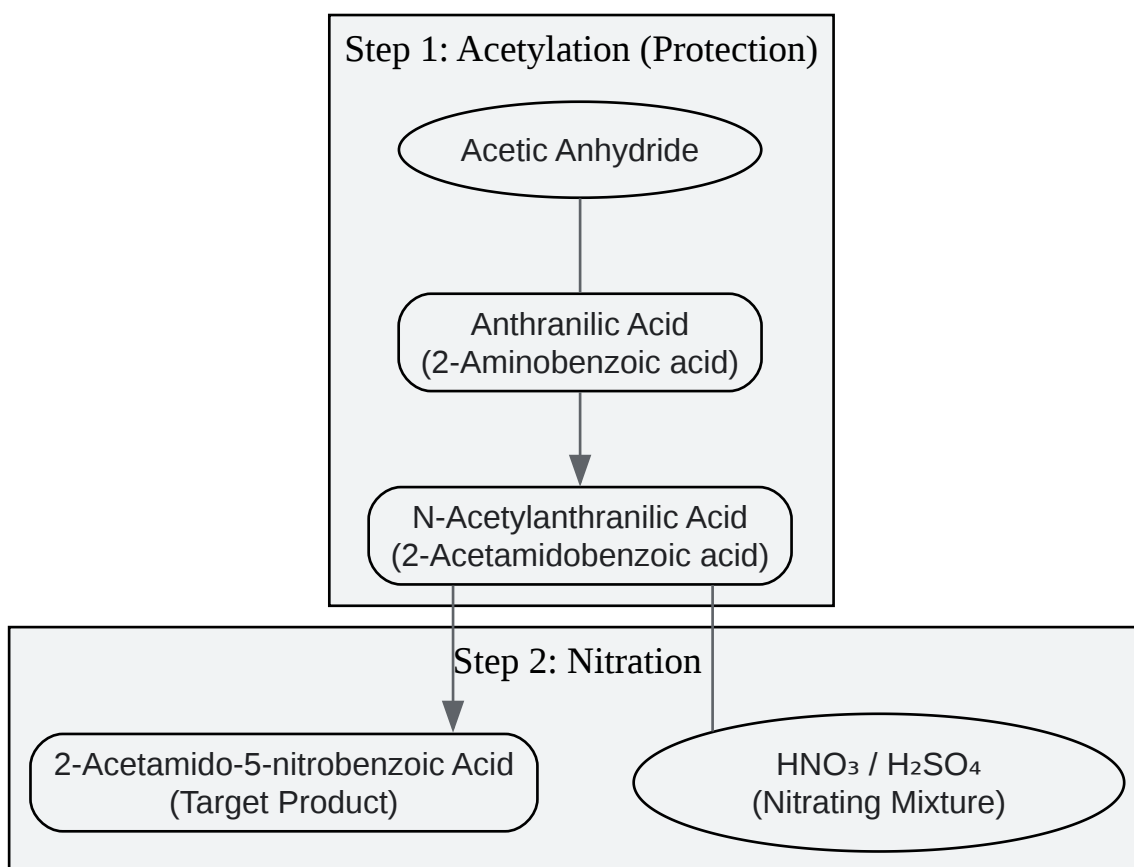 Step 1: Acetylation (Protection)
Acetic Anhydride
Anthranilic Acid
(2-Aminobenzoic acid)
N-Acetylanthranilic Acid
(2-Acetamidobenzoic acid)
Step 2: Nitration
2-Acetamido-5-nitrobenzoic Acid
(Target Product)
HNO₃ / H₂SO₄
(Nitrating Mixture)